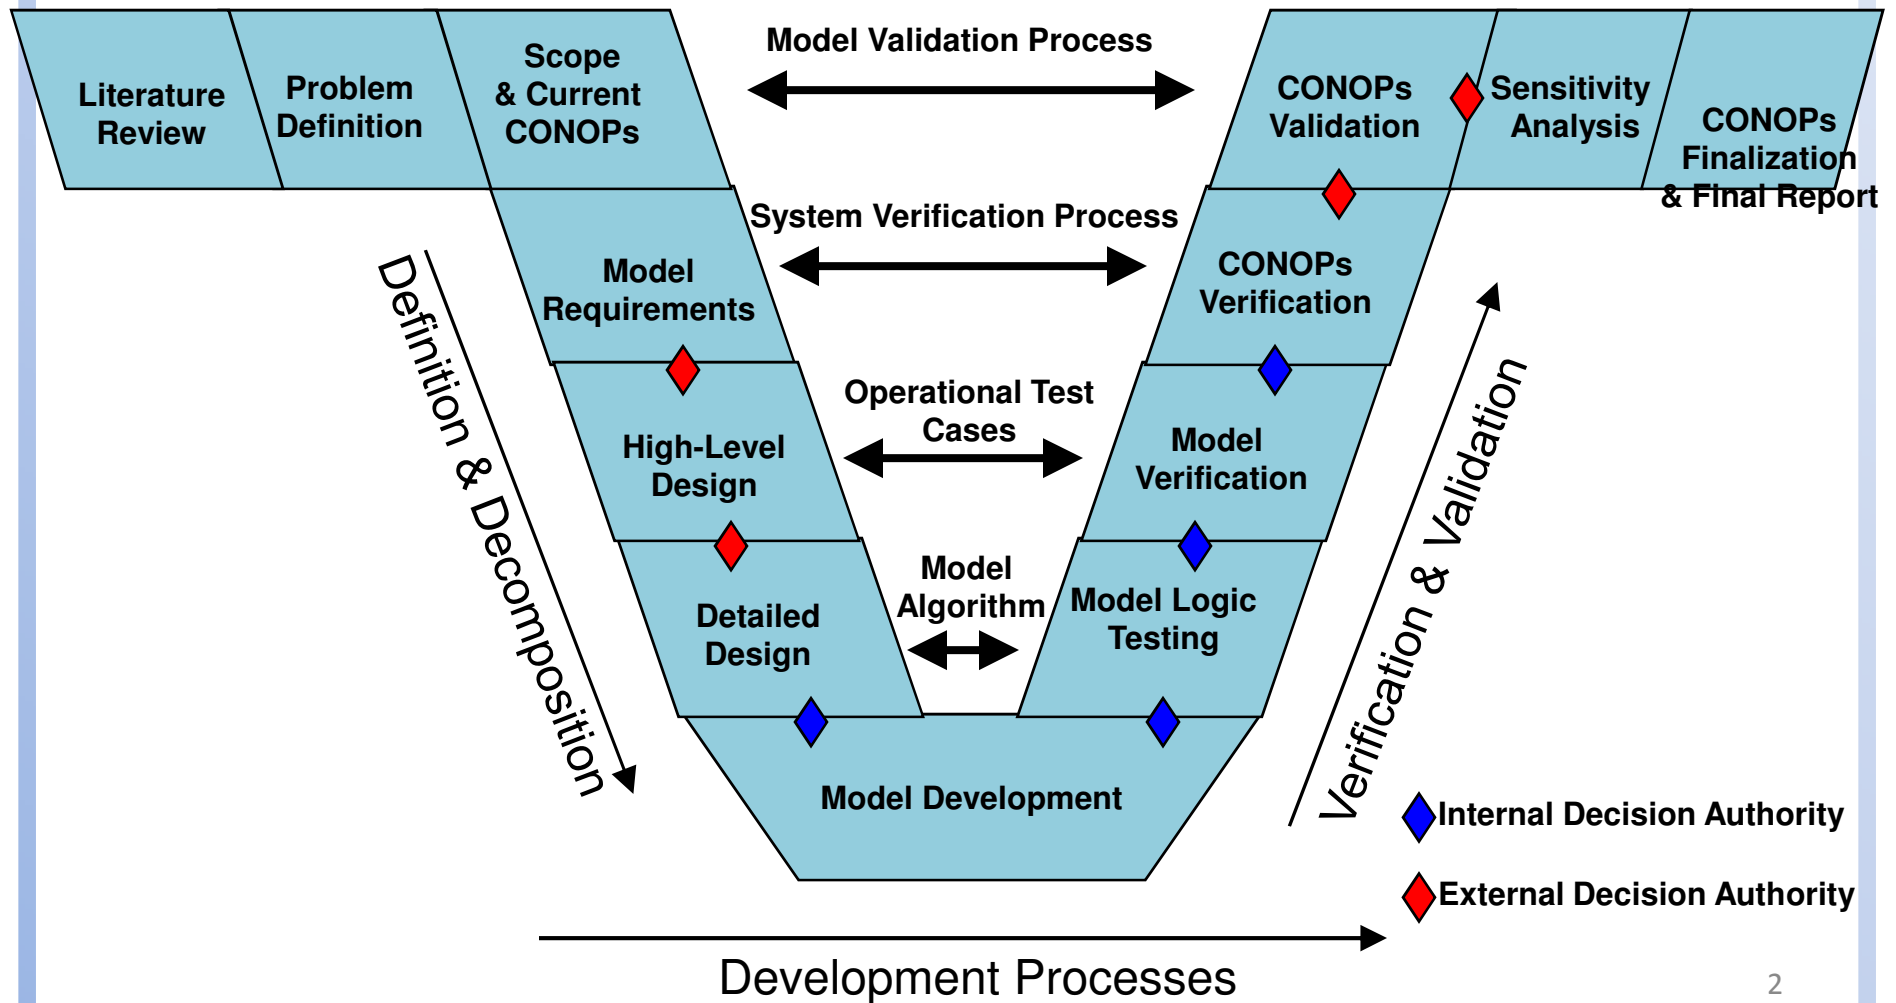 Literature
Review
Problem
Definition
Scope
& Current
CONOPs
Model Validation Process
CONOPs
Validation
Sensitivity
Analysis
CONOPs
Finalization
& Final Report
System Verification Process
Model
Requirements
CONOPs
Verification
Definition & Decomposition
Operational Test
Cases
High-Level
Design
Model
Verification
Verification & Validation
Model
Algorithm
Detailed
Design
Model Logic
Testing
Model Development
Internal Decision Authority
External Decision Authority
Development Processes
2